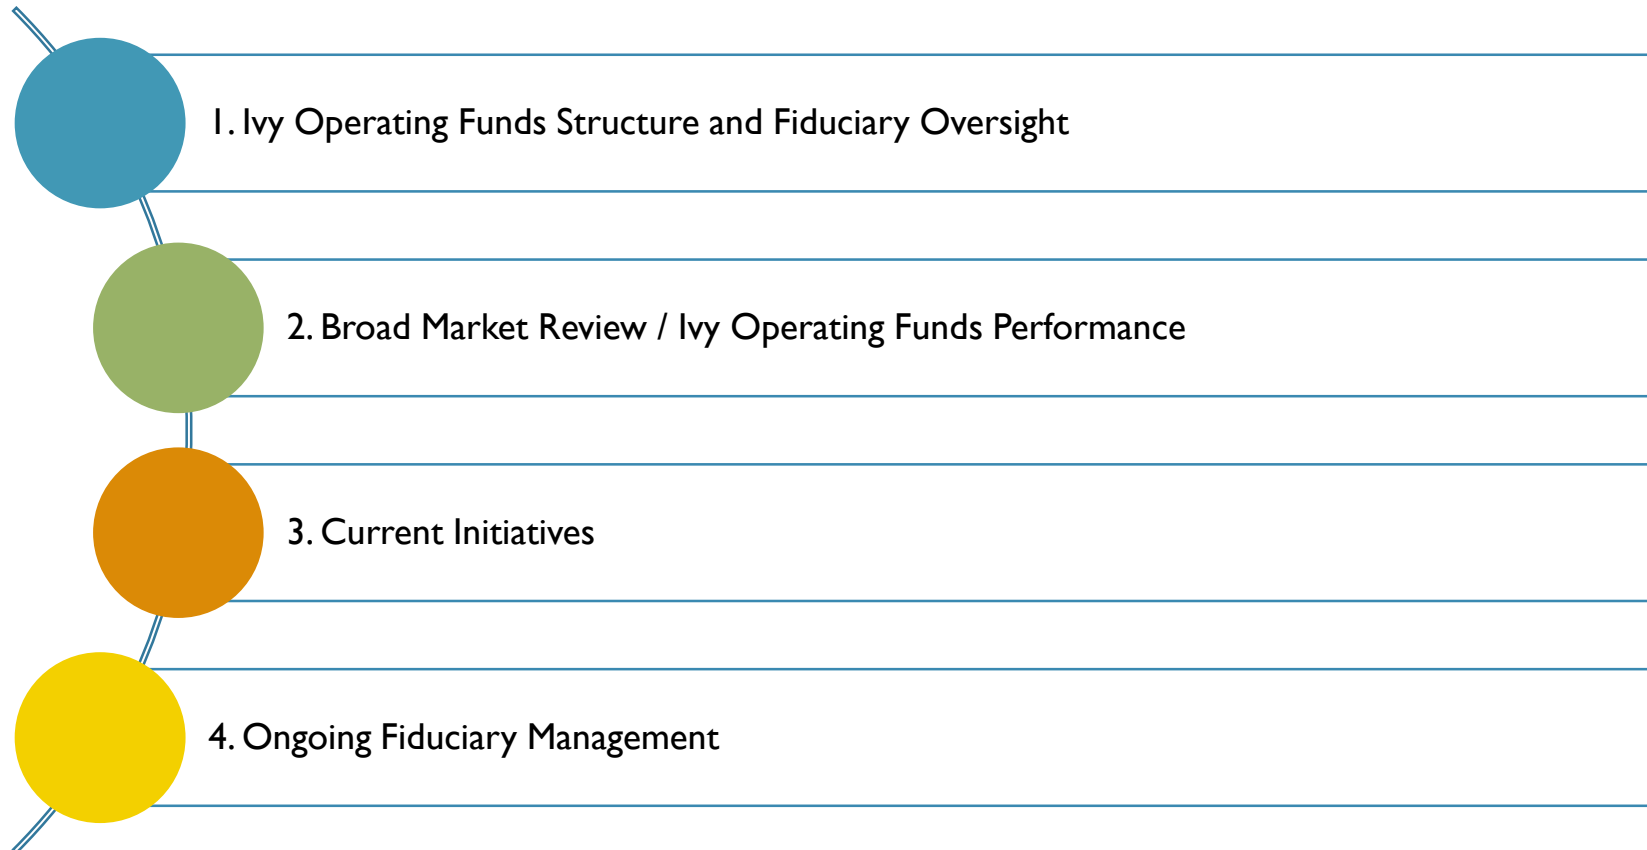 1. Ivy Operating Funds Structure and Fiduciary Oversight
2. Broad Market Review / Ivy Operating Funds Performance
3. Current Initiatives
4. Ongoing Fiduciary Management